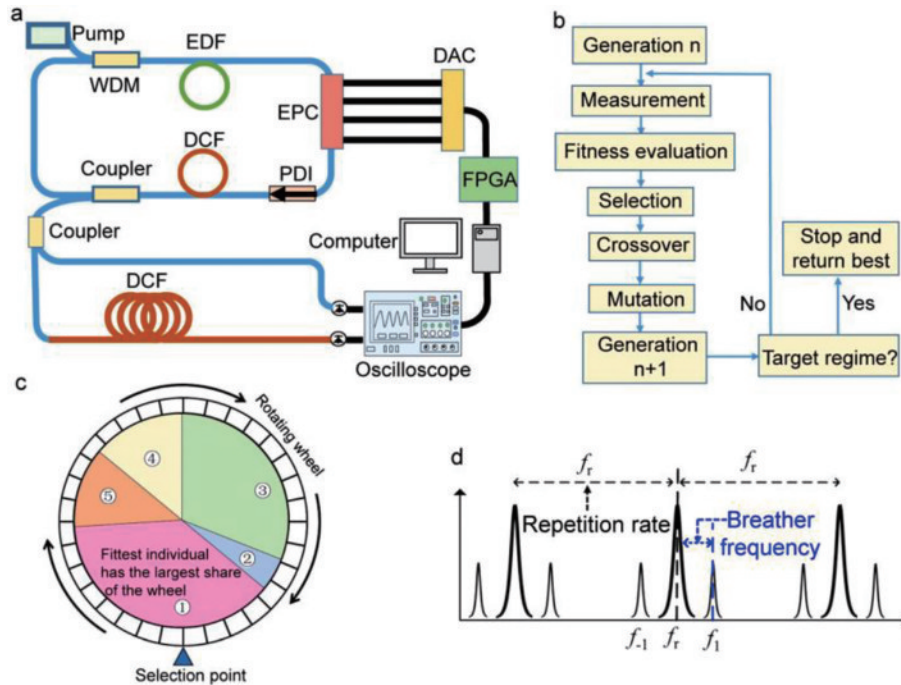 a
Pump
WDM
EDF
EPC
DAC
DCF
PDI
Coupler
FPGA
Coupler
Computer
DCF
Oscilloscope
b
Generation n
Measurement
Fitness evaluation
Selection
Crossover
Mutation
Generation
n+1
Target regime?
No
Yes
Stop and
return best
c
Rotating wheel
④
③
⑤
②
Fittest individual
has the largest share
of the wheel
①
Selection point
d
fr
fr
Repetition rate
Breather
frequency
f-1
fr
f1